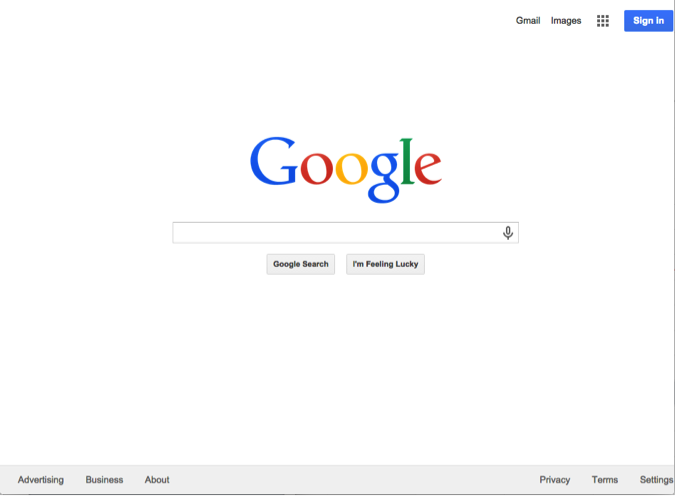 Gmail Images Sign in
Google
Google Search I'm Feeling Lucky
Advertising Business About Privacy Terms Settings